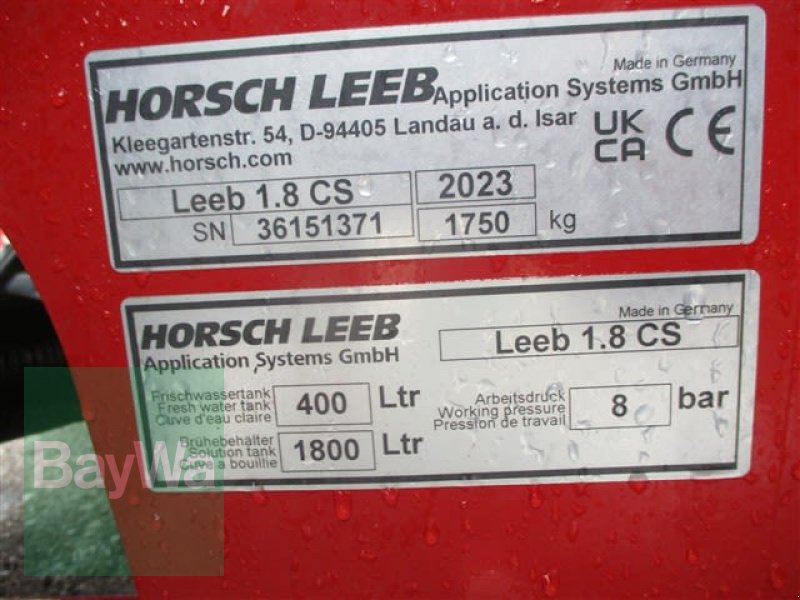 Made in Germany
HORSCH LEEB Application Systems GmbH
Kleegartenstr. 54, D-94405 Landau a. d. Isar
www.horsch.com
UK CA CE
Leeb 1.8 CS 2023
SN 36151371 1750 kg
Made in Germany
HORSCH LEEB
Application Systems GmbH
Leeb 1.8 CS
Frischwassertank
Fresh water tank
Cuve d'eau claire
400 Ltr
Arbeitsdruck
Working pressure
Pression de travail
8 bar
Brühebehälter
Solution tank
Cuve a bouillie
1800 Ltr
BayWa